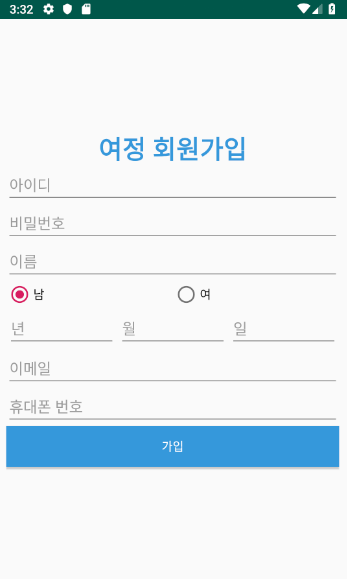 3:32
여정 회원가입
아이디
비밀번호
이름
남 여
년 월 일
이메일
휴대폰 번호
가입